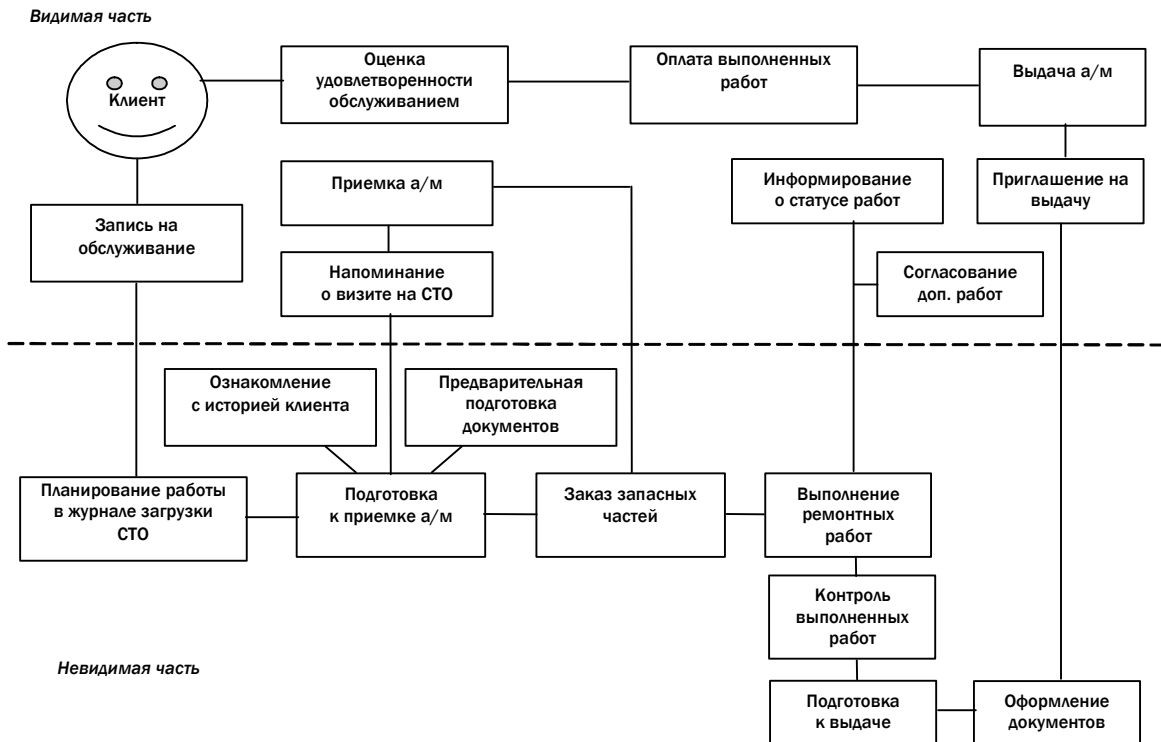 Видимая часть
Клиент
Оценка
удовлетворенности
обслуживанием
Оплата выполненных
работ
Выдача а/м
Запись на
обслуживание
Приемка а/м
Информирование
о статусе работ
Приглашение на
выдачу
Напоминание
о визите на СТО
Согласование
доп. работ
Ознакомление
с историей клиента
Предварительная
подготовка
документов
Планирование работы
в журнале загрузки
СТО
Подготовка
к приемке а/м
Заказ запасных
частей
Выполнение
ремонтных
работ
Контроль
выполненных
работ
Невидимая часть
Подготовка
к выдаче
Оформление
документов